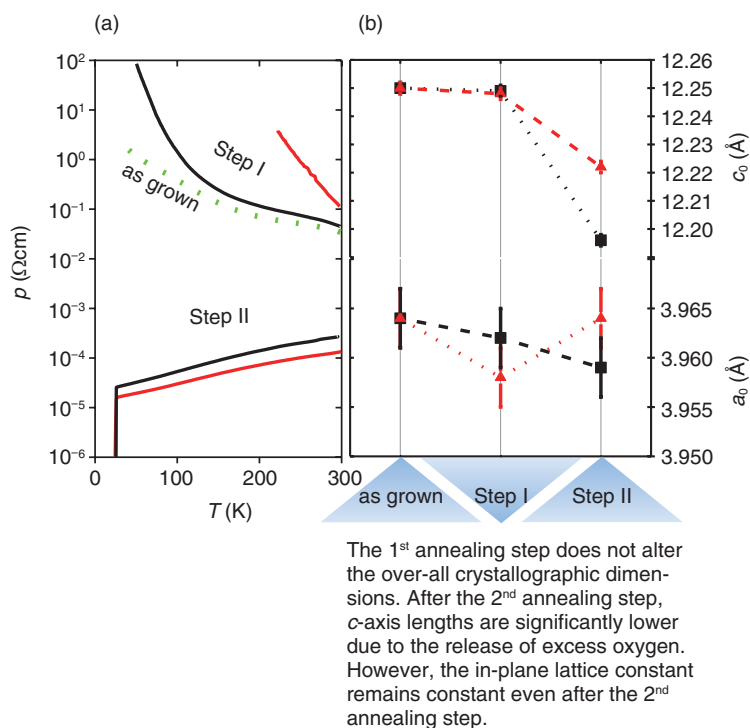 (a)
(b)
10²
10¹
10⁰
10⁻¹
10⁻²
10⁻³
10⁻⁴
10⁻⁵
10⁻⁶
ρ (Ωcm)
Step I
as grown
Step II
0
100
200
300
T (K)
12.26
12.25
12.24
12.22
12.21
12.20
c₀ (Å)
3.965
3.960
3.955
3.950
a₀ (Å)
as grown
Step I
Step II
The 1st annealing step does not alter
the over-all crystallographic dimen-
sions. After the 2nd annealing step,
c-axis lengths are significantly lower
due to the release of excess oxygen.
However, the in-plane lattice constant
remains constant even after the 2nd
annealing step.